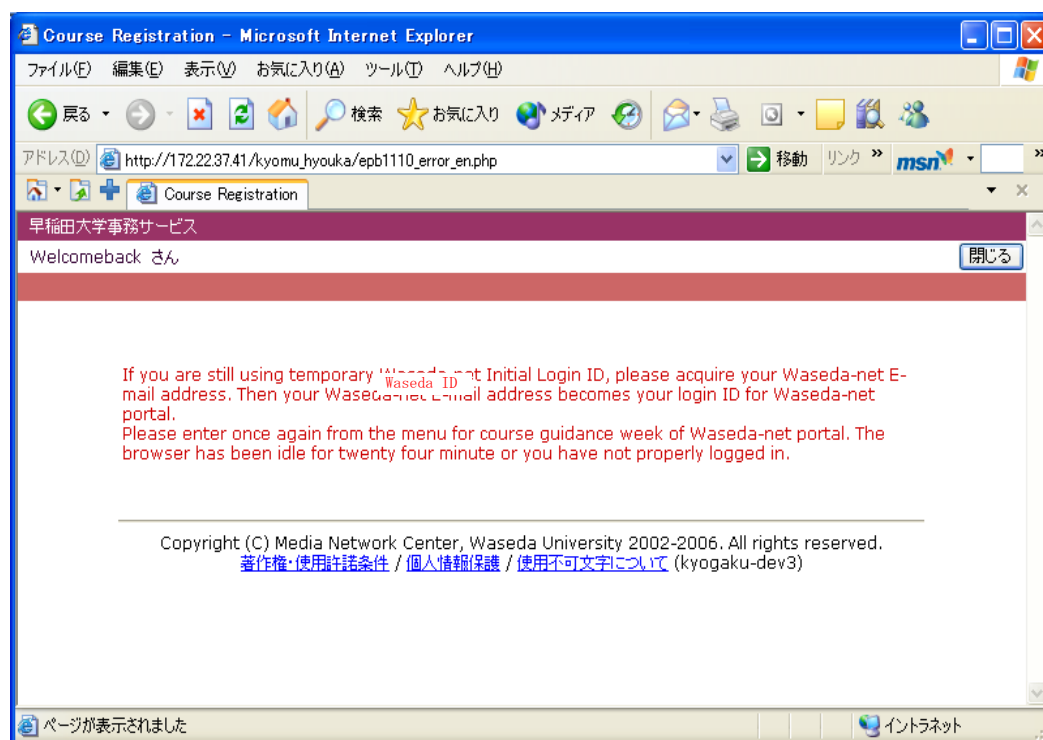 Course Registration - Microsoft Internet Explorer
ファイル(F) 編集(E) 表示(V) お気に入り(A) ツール(T) ヘルプ(H)
戻る 検索 お気に入り メディア
アドレス(D) http://172.22.37.41/kyomu_hyouka/epb1110_error_en.php 移動 リンク » msn »
Course Registration
早稲田大学事務サービス
Welcomeback さん 閉じる
If you are still using temporary Initial Login ID, please acquire your Waseda-net E-
Waseda ID
mail address. Then your Waseda-net E-mail address becomes your login ID for Waseda-net
portal.
Please enter once again from the menu for course guidance week of Waseda-net portal. The
browser has been idle for twenty four minute or you have not properly logged in.
Copyright (C) Media Network Center, Waseda University 2002-2006. All rights reserved.
著作権・使用許諾条件 / 個人情報保護 / 使用不可文字について (kyogaku-dev3)
ページが表示されました イントラネット